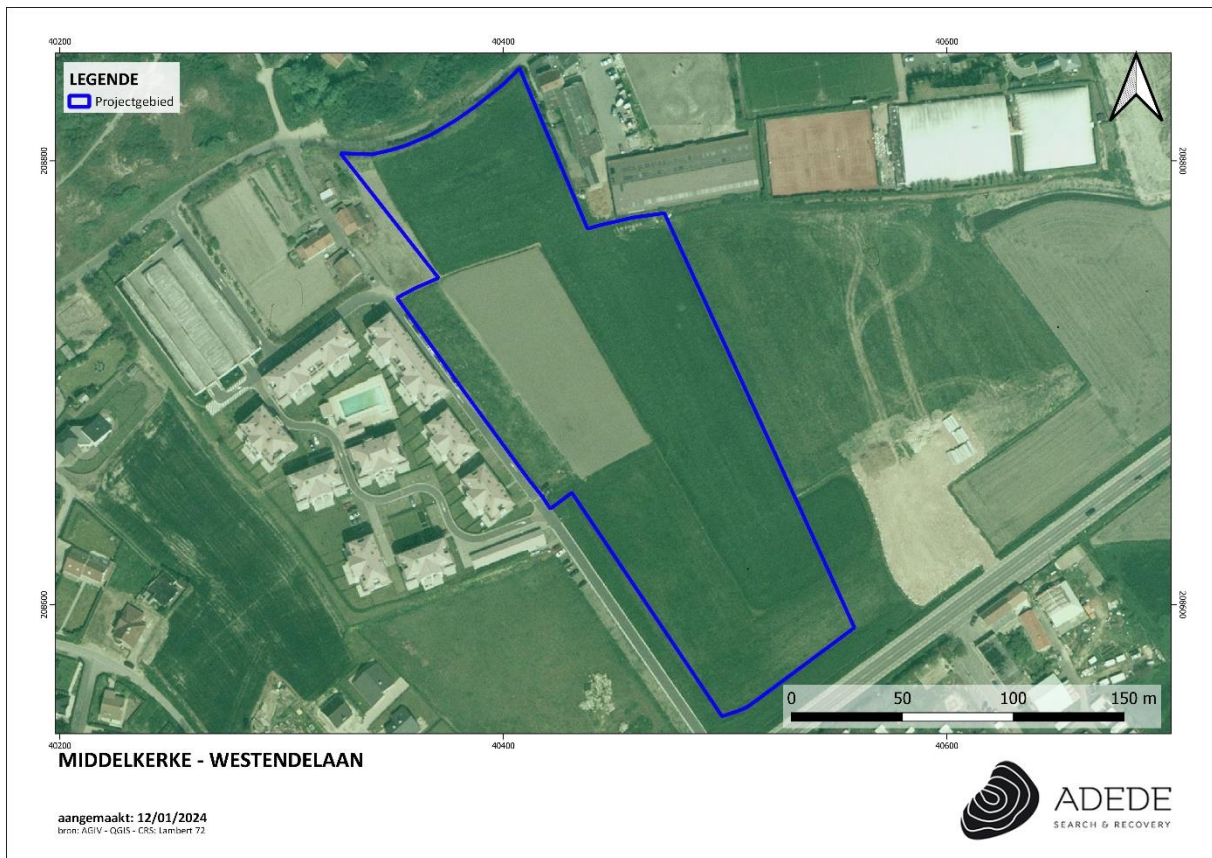 40200
40400
40600
LEGENDE
Projectgebied
208800
208800
208600
208600
0 50 100 150 m
40200
40400
40600
MIDDELKERKE - WESTENDELAAN
aangemaakt: 12/01/2024
bron: AGIV - QGIS - CRS: Lambert 72
ADEDE
SEARCH & RECOVERY